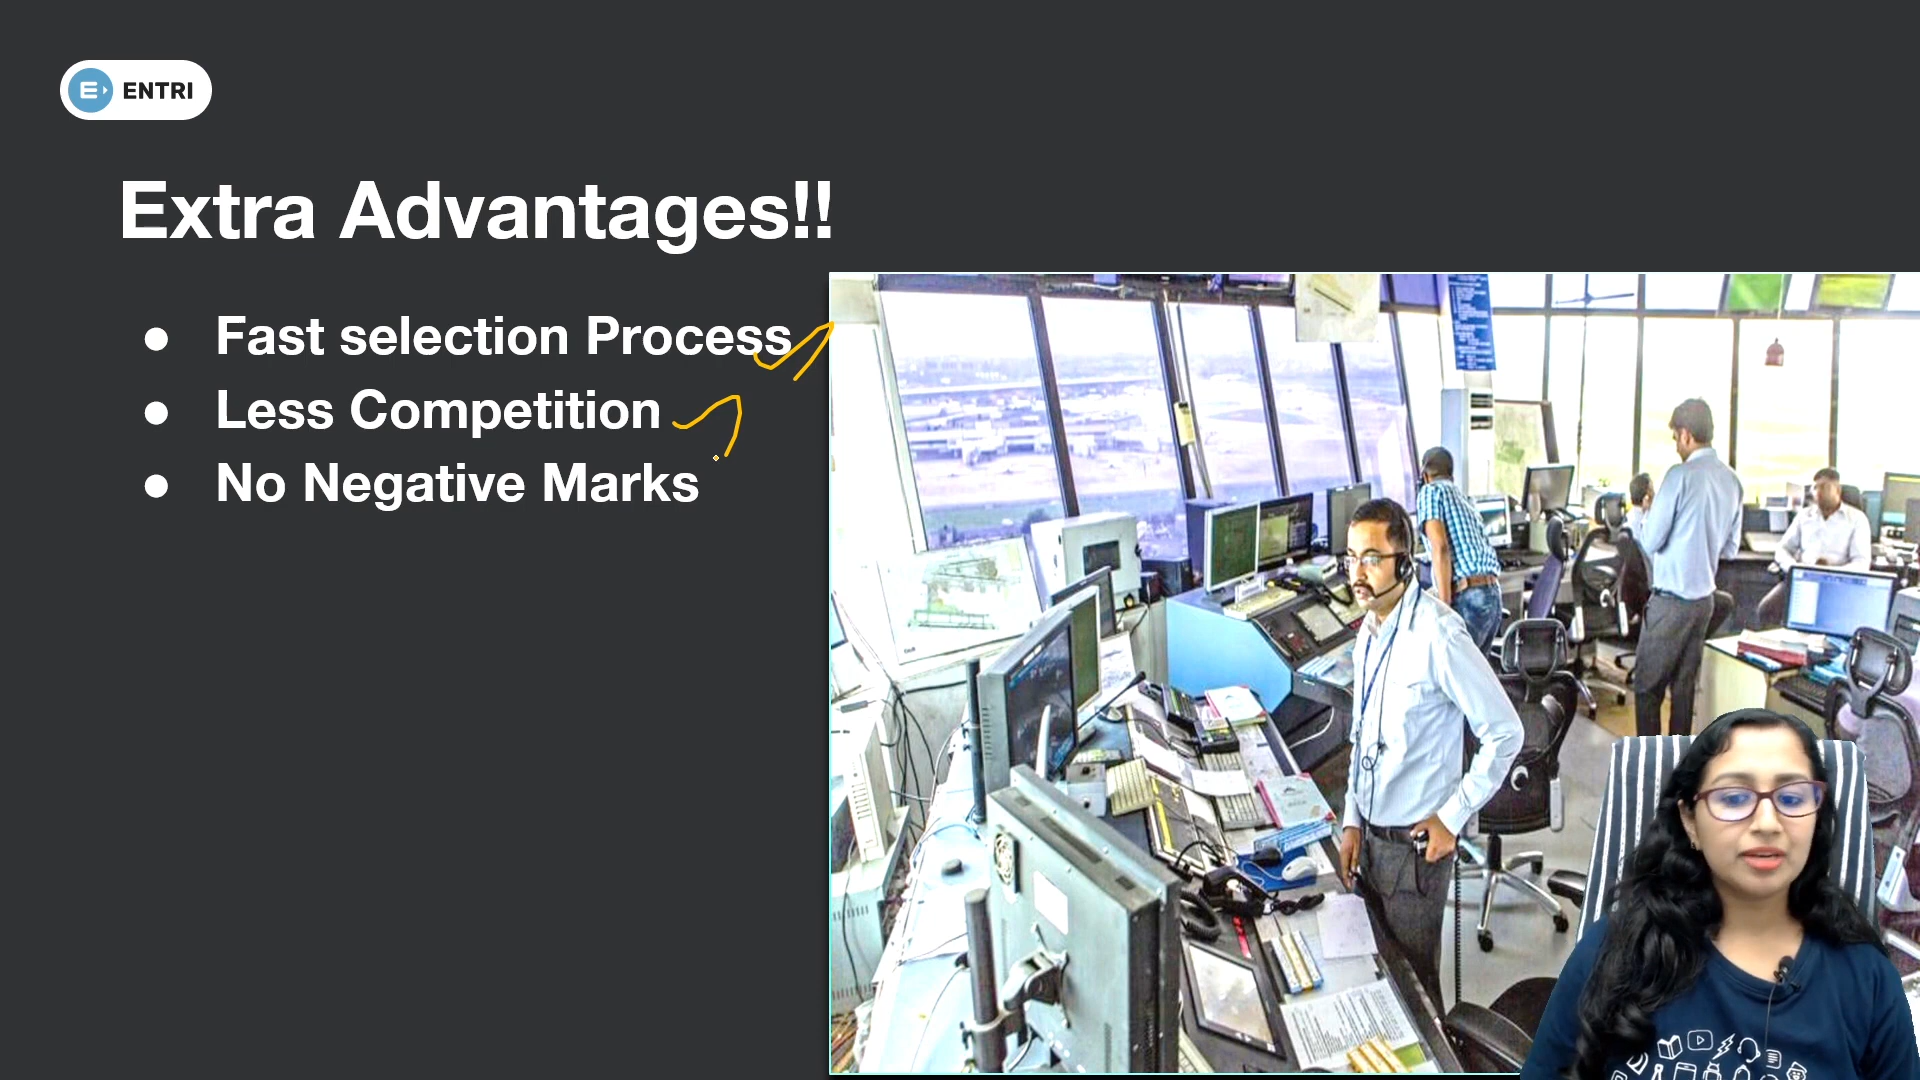 ENTRI
Extra Advantages!!
● Fast selection Process
● Less Competition
● No Negative Marks